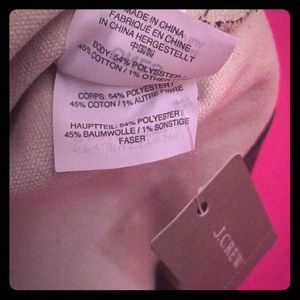 MADE IN CHINA
FABRIQUÉ EN CHINE
IN CHINA HERGESTELLT
中国製
BODY: 54% POLYESTER /
45% COTTON / 1% OTHER
CORPS: 54% POLYESTER /
45% COTON / 1% AUTRE FIBRE
HAUPTTEIL: 54% POLYESTER /
45% BAUMWOLLE / 1% SONSTIGE
FASER
J.CREW